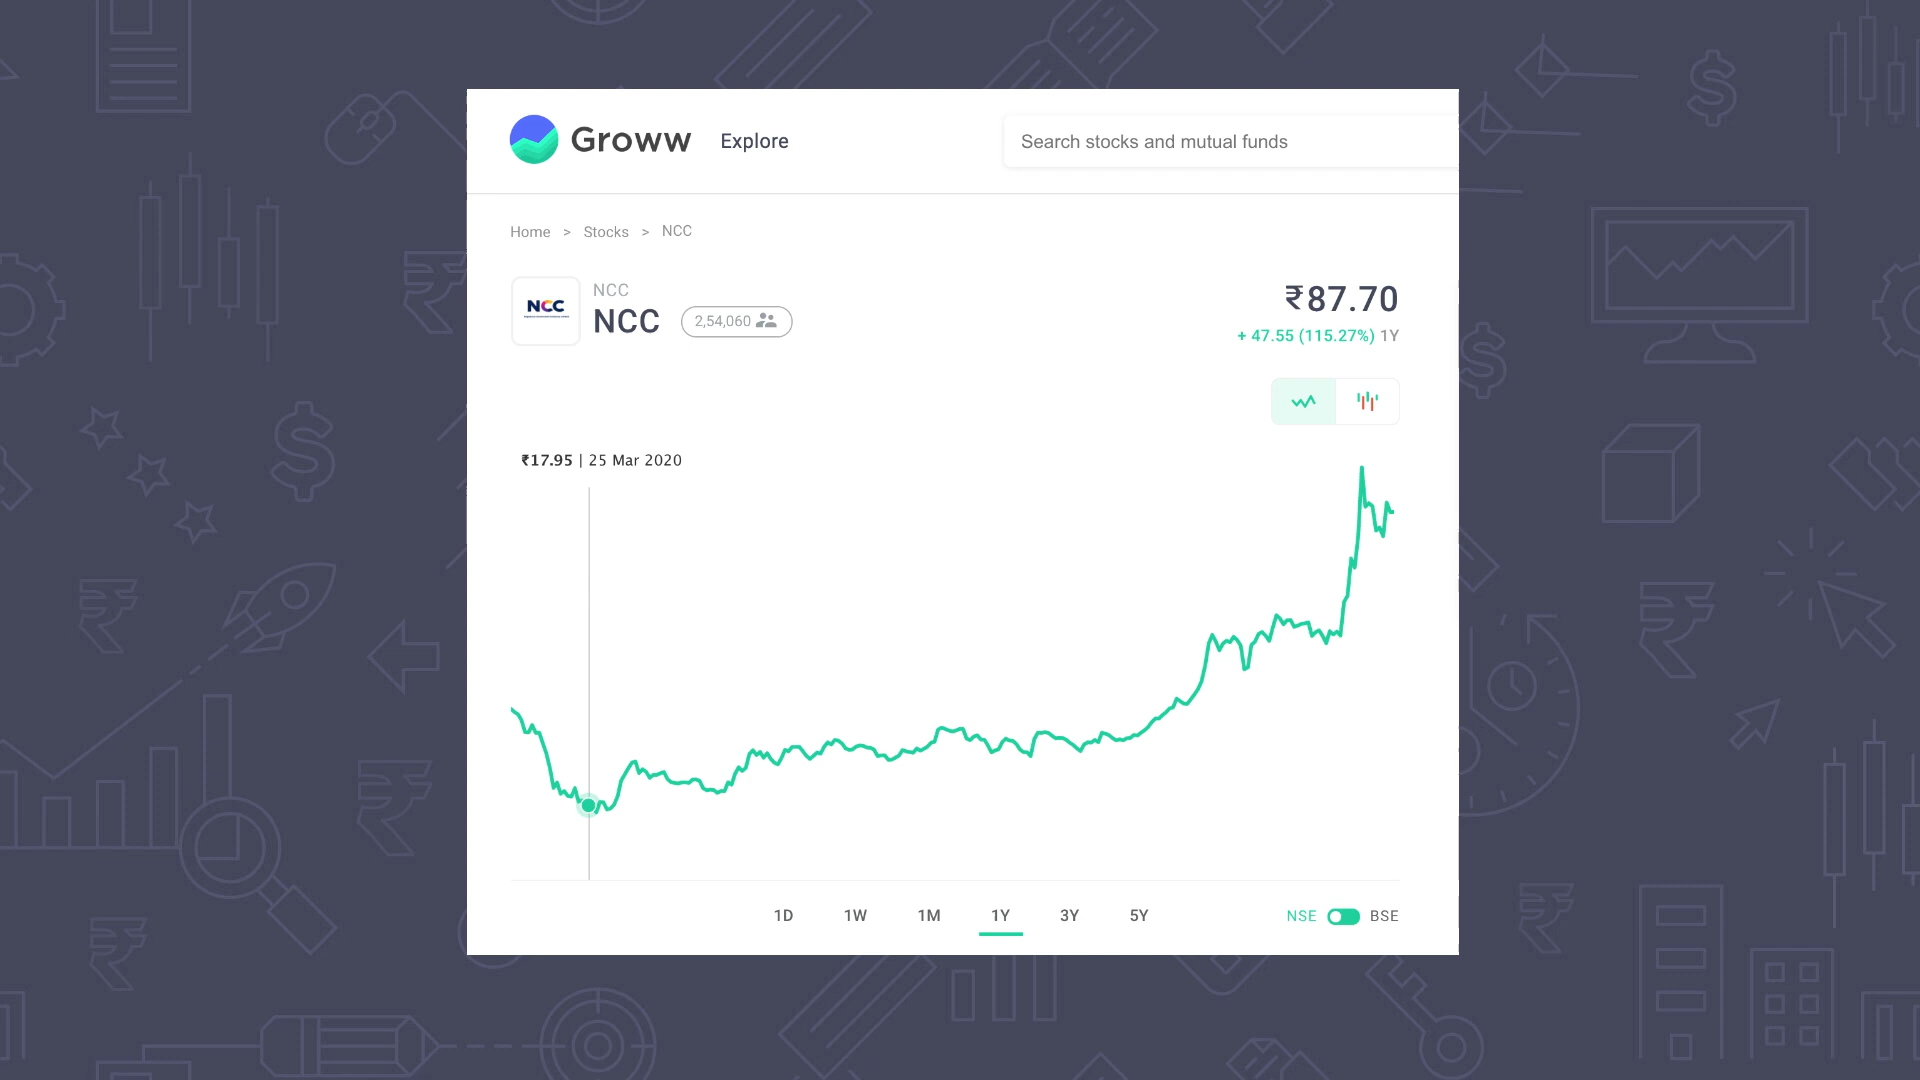 Groww Explore Search stocks and mutual funds
Home > Stocks > NCC
NCC
NCC
NCC 2,54,060
₹87.70
+ 47.55 (115.27%) 1Y
₹17.95 | 25 Mar 2020
1D 1W 1M 1Y 3Y 5Y NSE BSE